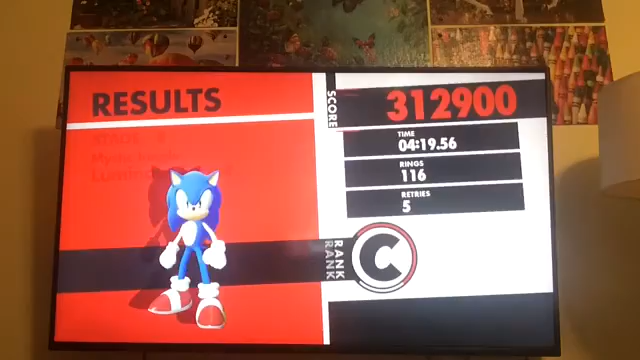 RESULTS
SCORE
312900
TIME
04:19.56
RINGS
116
RETRIES
5
RANK
RANK
C